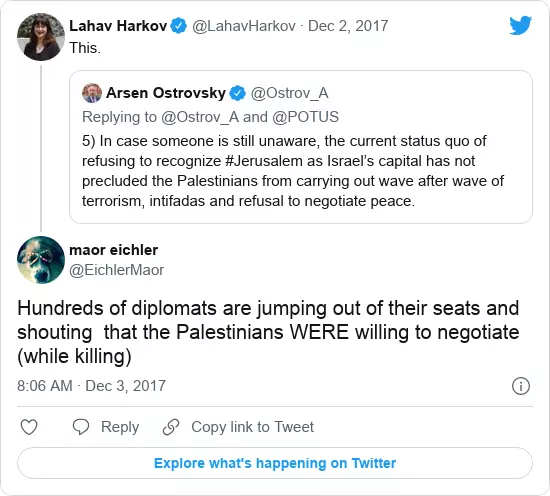 Lahav Harkov @LahavHarkov · Dec 2, 2017
This.
Arsen Ostrovsky @Ostrov_A
Replying to @Ostrov_A and @POTUS
5) In case someone is still unaware, the current status quo of
refusing to recognize #Jerusalem as Israel’s capital has not
precluded the Palestinians from carrying out wave after wave of
terrorism, intifadas and refusal to negotiate peace.
maor eichler
@EichlerMaor
Hundreds of diplomats are jumping out of their seats and
shouting  that the Palestinians WERE willing to negotiate
(while killing)
8:06 AM · Dec 3, 2017
Reply
Copy link to Tweet
Explore what's happening on Twitter